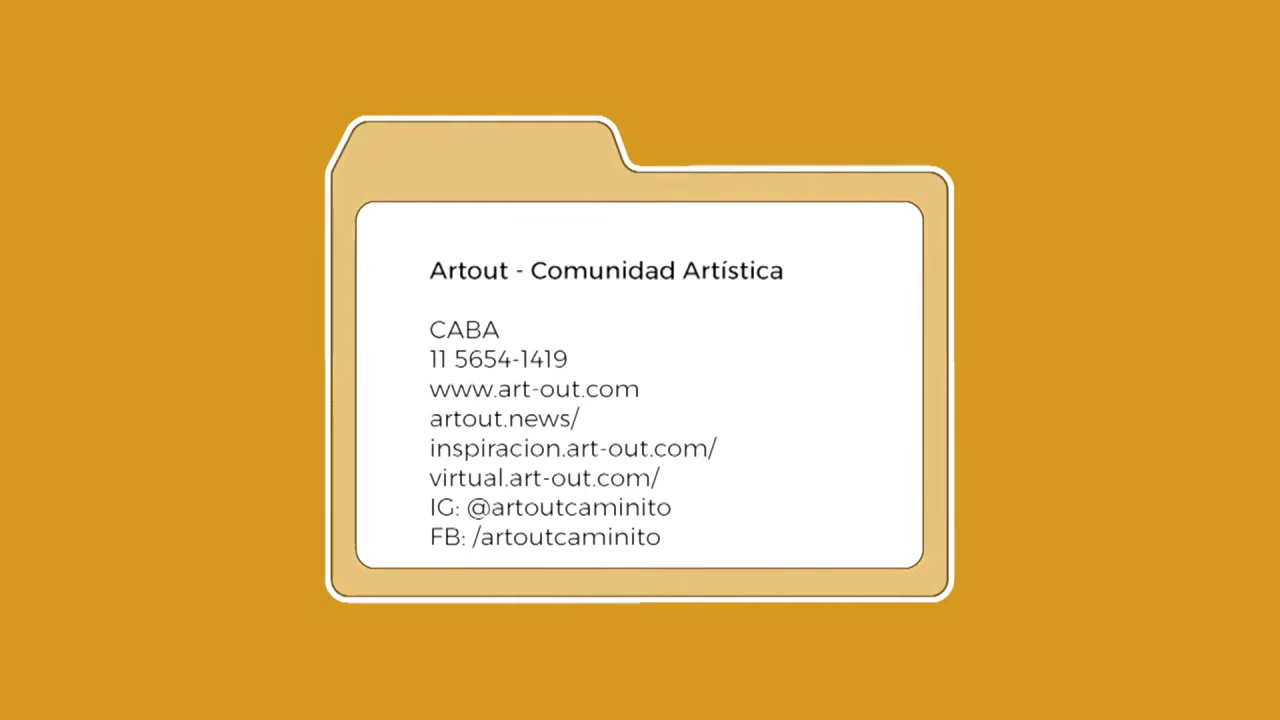 Artout - Comunidad Artística
CABA
11 5654-1419
www.art-out.com
artout.news/
inspiracion.art-out.com/
virtual.art-out.com/
IG: @artoutcaminito
FB: /artoutcaminito